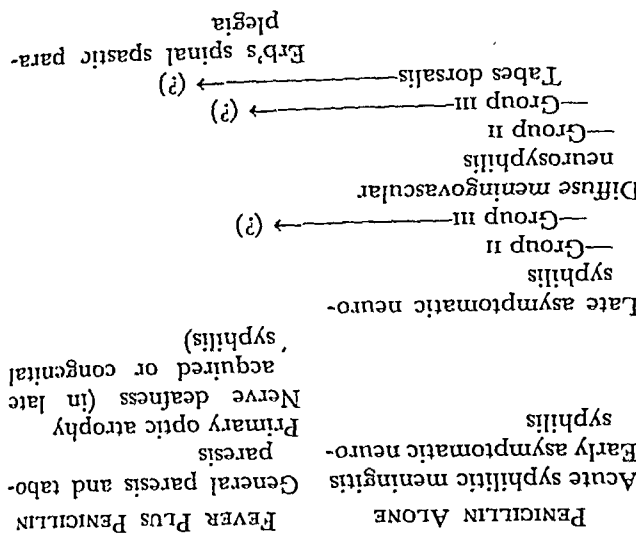 PENICILLIN ALONE
Acute syphilitic meningitis
Early asymptomatic neuro-
syphilis
FEVER PLUS PENICILLIN
General paresis and tabo-
paresis
Primary optic atrophy
Nerve deafness (in late
acquired or congenital
syphilis)
Late asymptomatic neuro-
syphilis
—Group II
—Group III ———→ (?)
Diffuse meningovascular
neurosyphilis
—Group II
—Group III ———→ (?)
Tabes dorsalis ———→ (?)
Erb's spinal spastic para-
plegia